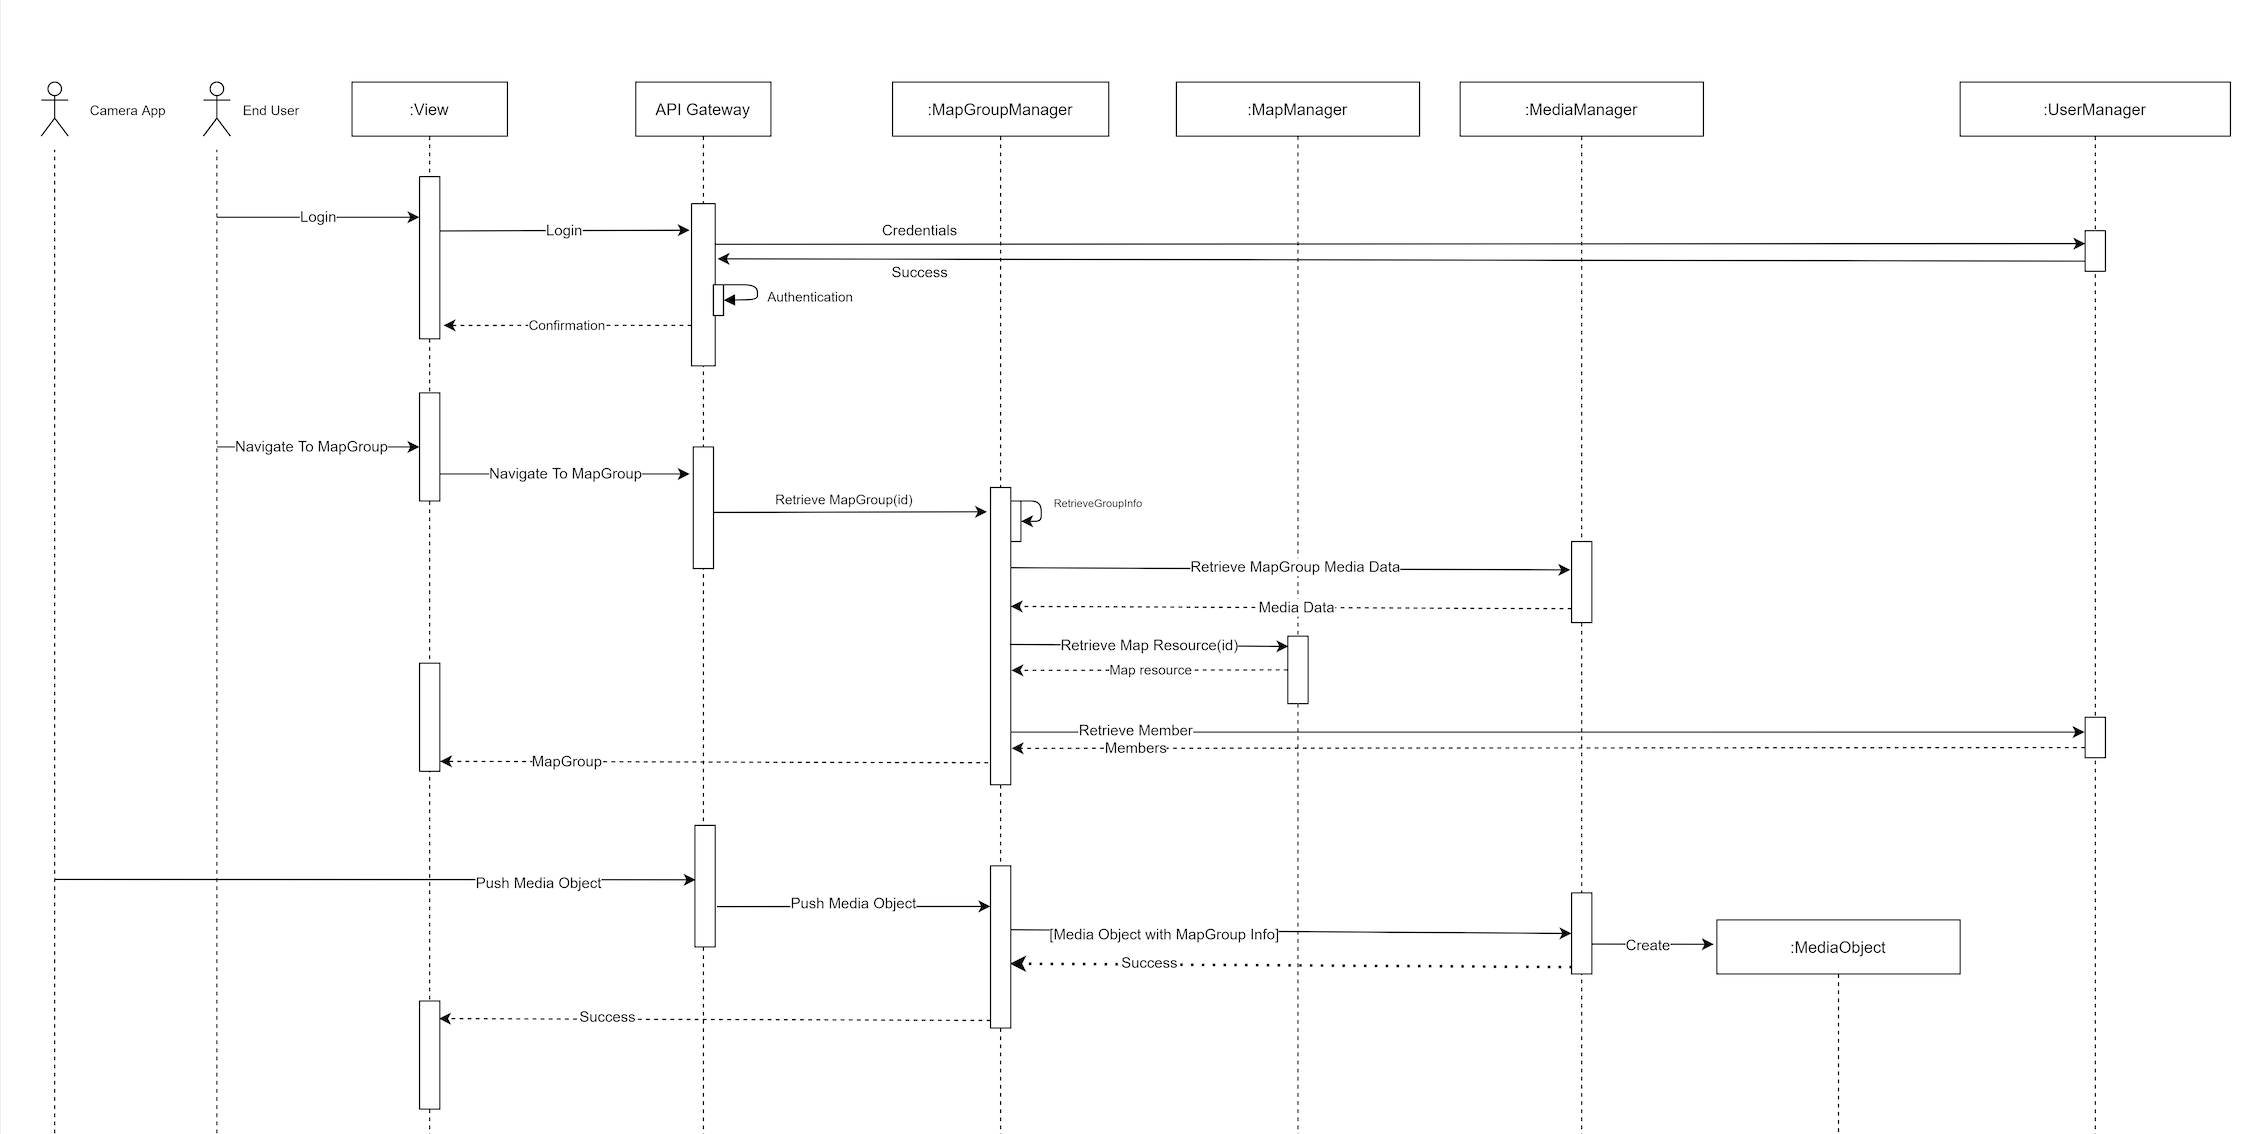 Camera App
End User
:View
API Gateway
:MapGroupManager
:MapManager
:MediaManager
:UserManager
Login
Login
Credentials
Success
Authentication
Confirmation
Navigate To MapGroup
Navigate To MapGroup
Retrieve MapGroup(id)
RetrieveGroupInfo
Retrieve MapGroup Media Data
Media Data
Retrieve Map Resource(id)
Map resource
Retrieve Member
Members
MapGroup
Push Media Object
Push Media Object
[Media Object with MapGroup Info]
Create
:MediaObject
Success
Success